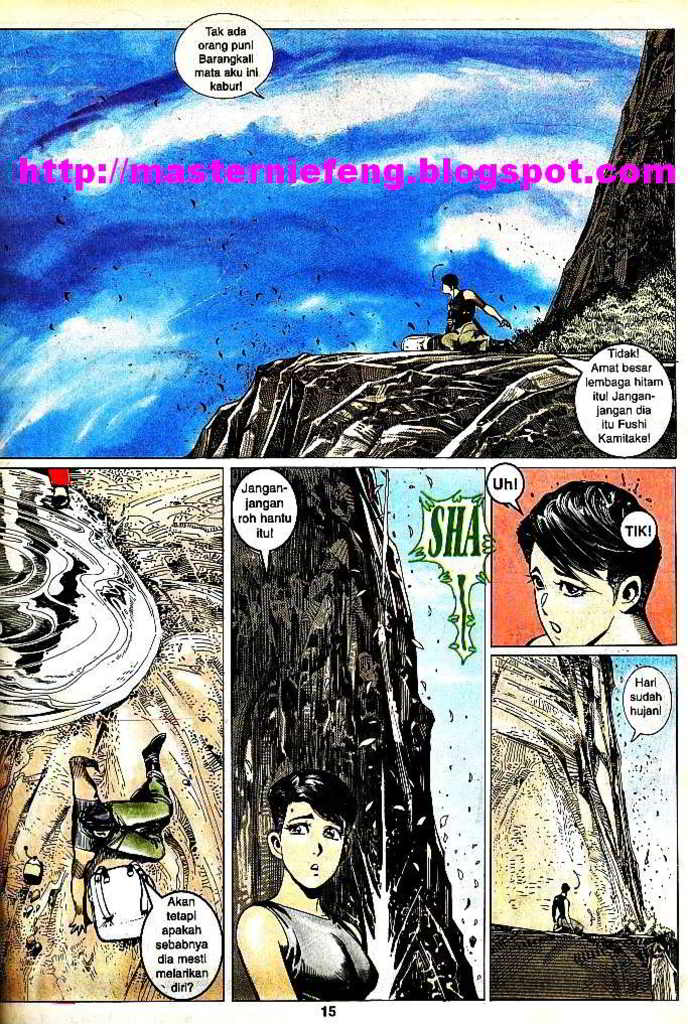 Tak ada
orang pun!
Barangkali
mata aku ini
kabur!
http://masterniefeng.blogspot.com
Tidak!
Amat besar
lembaga hitam
itu! Jangan-
jangan dia
itu Fushi
Kamitake!
Akan
tetapi
apakah
sebabnya
dia mesti
melarikan
diri?
Jangan-
jangan
roh hantu
itu!
SHA
Uh!
TIK!
Hari
sudah
hujan!
15